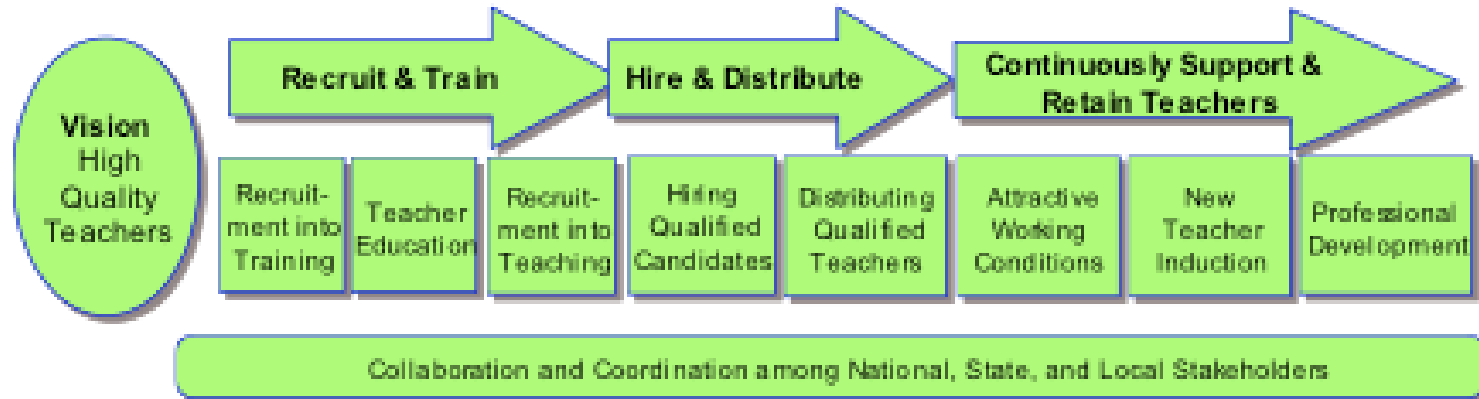 Vision
High
Quality
Teachers
Recruit & Train
Hire & Distribute
Continuously Support &
Retain Teachers
Recruit-
ment into
Training
Teacher
Education
Recruit-
ment into
Teaching
Hiring
Qualified
Candidates
Distributing
Qualified
Teachers
Attractive
Working
Conditions
New
Teacher
Induction
Professional
Development
Collaboration and Coordination among National, State, and Local Stakeholders